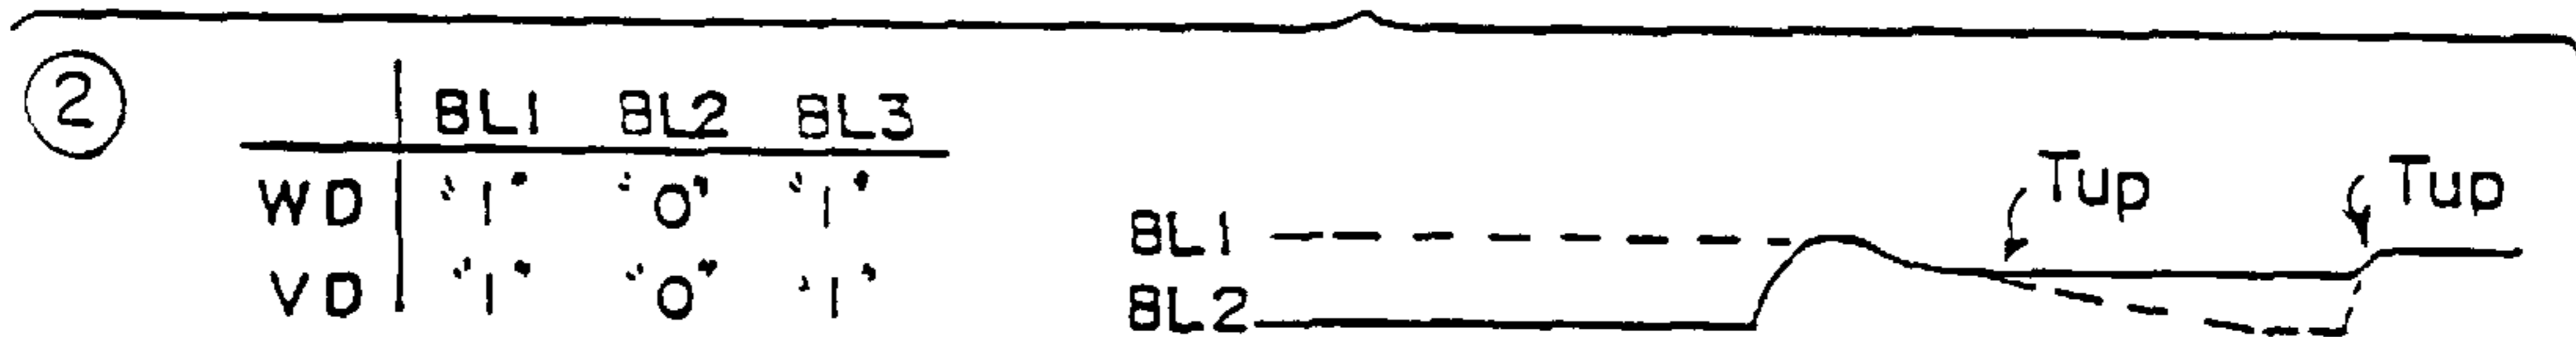 ②
BL1 BL2 BL3
WD "1" "0" "1"
VD "1" "0" "1"
Tup Tup
BL1
BL2